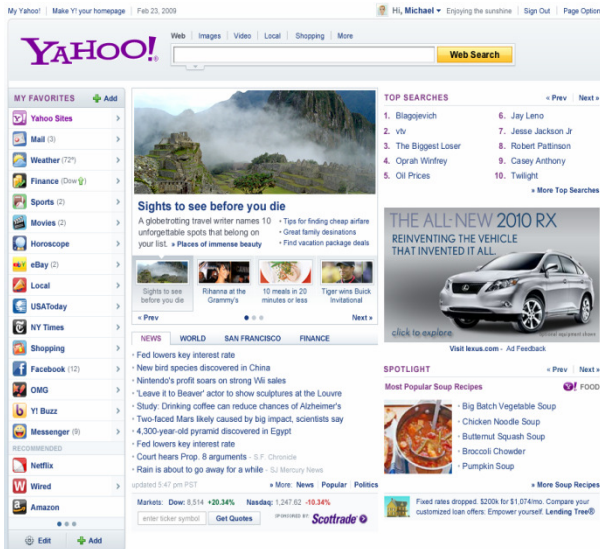 My Yahoo! Make Y! your homepage Feb 23, 2009
Hi, Michael Enjoying the sunshine Sign Out Page Option
YAHOO!
Web Images Video Local Shopping More
Web Search
MY FAVORITES Add
Yahoo Sites
Mail (3)
Weather (72°)
Finance (Dow)
Sports (2)
Movies (2)
Horoscope
eBay (2)
Local
USAToday
NY Times
Shopping
Facebook (12)
OMG
Y! Buzz
Messenger (9)
RECOMMENDED
Netflix
Wired
Amazon
Edit Add
Sights to see before you die
A globetrotting travel writer names 10
unforgettable spots that belong on
your list. » Places of immense beauty
• Tips for finding cheap airfare
• Great family desinations
• Find vacation package deals
Sights to see
before you die
Rihanna at the
Grammy's
10 meals in 20
minutes or less
Tiger wins Buick
Invitational
« Prev Next »
NEWS WORLD SAN FRANCISCO FINANCE
• Fed lowers key interest rate
• New bird species discovered in China
• Nintendo's profit soars on strong Wii sales
• 'Leave it to Beaver' actor to show sculptures at the Louvre
• Study: Drinking coffee can reduce chances of Alzheimer's
• Two-faced Mars likely caused by big impact, scientists say
• 4,300-year-old pyramid discovered in Egypt
• Fed lowers key interest rate
• Court hears Prop. 8 arguments - S.F. Chronicle
• Rain is about to go away for a while - SJ Mercury News
updated 5:47 pm PST » More: News Popular Politics
Markets: Dow: 8,514 +20.34% Nasdaq: 1,247.62 -10.34%
enter ticker symbol Get Quotes SPONSORED BY: Scottrade
TOP SEARCHES « Prev Next »
1. Blagojevich
2. vtv
3. The Biggest Loser
4. Oprah Winfrey
5. Oil Prices
6. Jay Leno
7. Jesse Jackson Jr
8. Robert Pattinson
9. Casey Anthony
10. Twilight
» More Top Searches
THE ALL-NEW 2010 RX
REINVENTING THE VEHICLE
THAT INVENTED IT ALL.
click to explore
optional equipment shown
Visit lexus.com - Ad Feedback
SPOTLIGHT « Prev Next »
Most Popular Soup Recipes Y! FOOD
• Big Batch Vegetable Soup
• Chicken Noodle Soup
• Butternut Squash Soup
• Broccoli Chowder
• Pumpkin Soup
» More Soup Recipes
Fixed rates dropped. $200k for $1,074/mo. Compare your
customized loan offers: Empower yourself. Lending Tree®